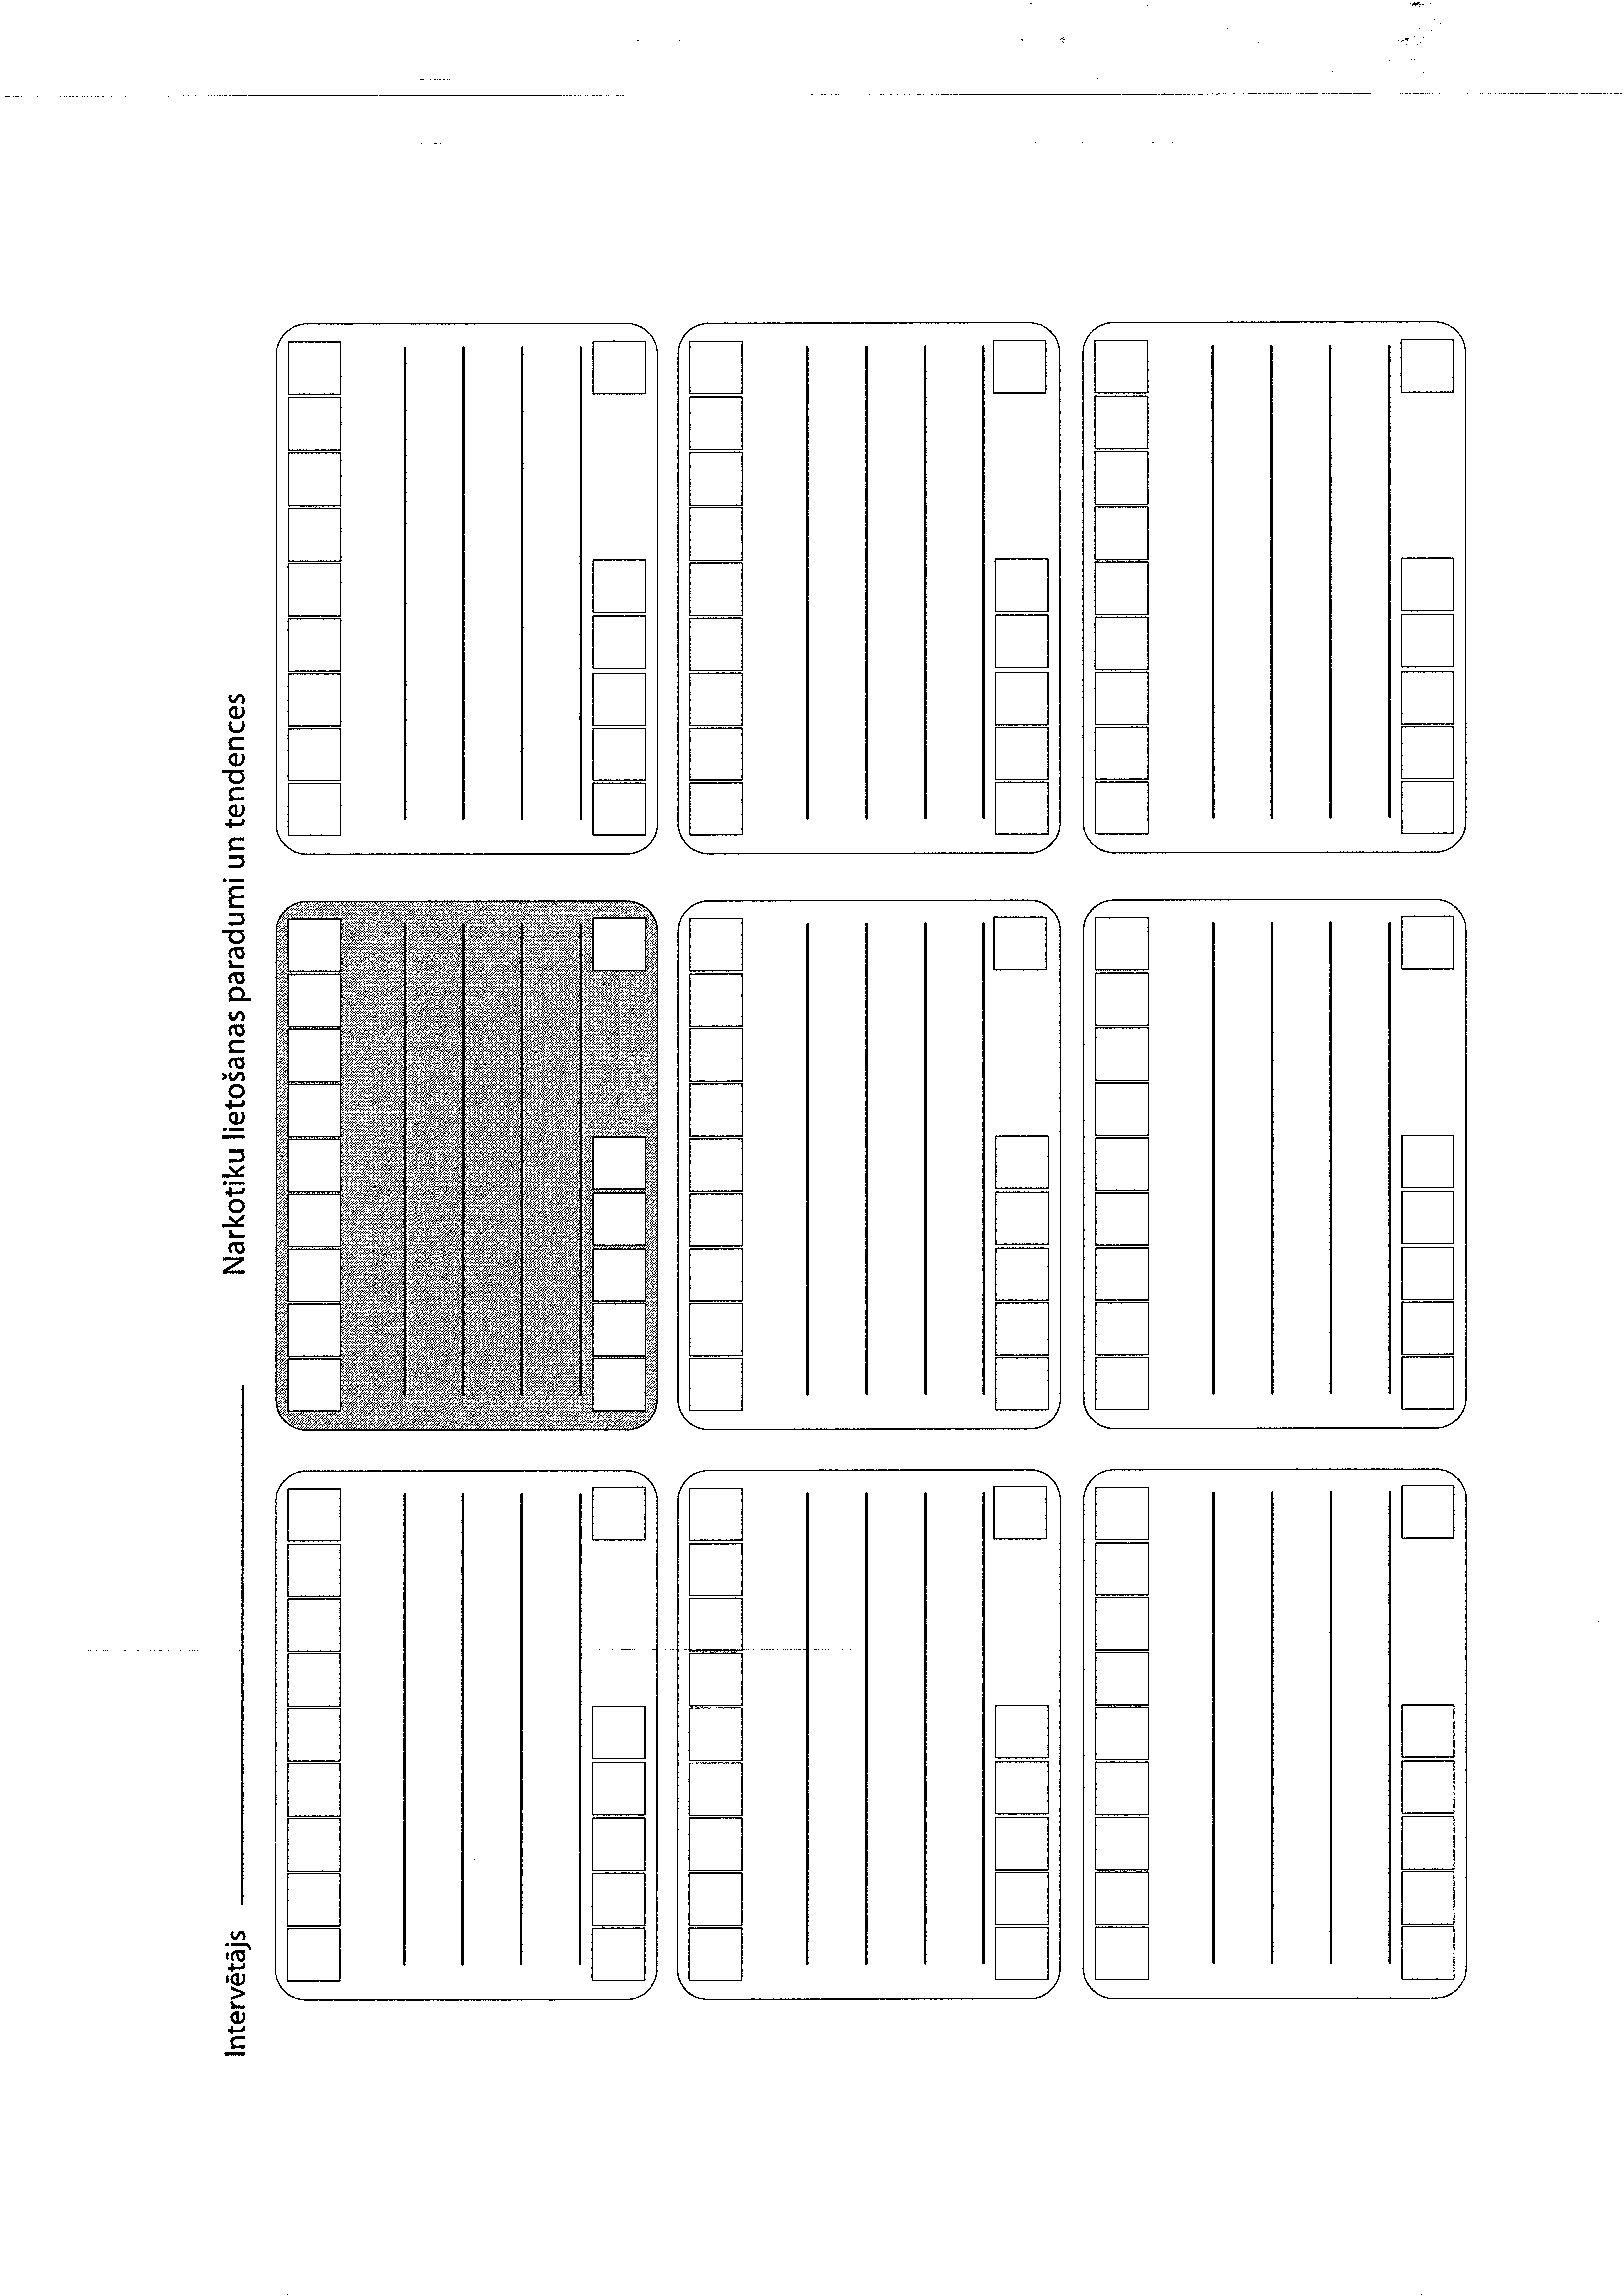 Intervētājs Narkotiku lietošanas paradumi un tendences